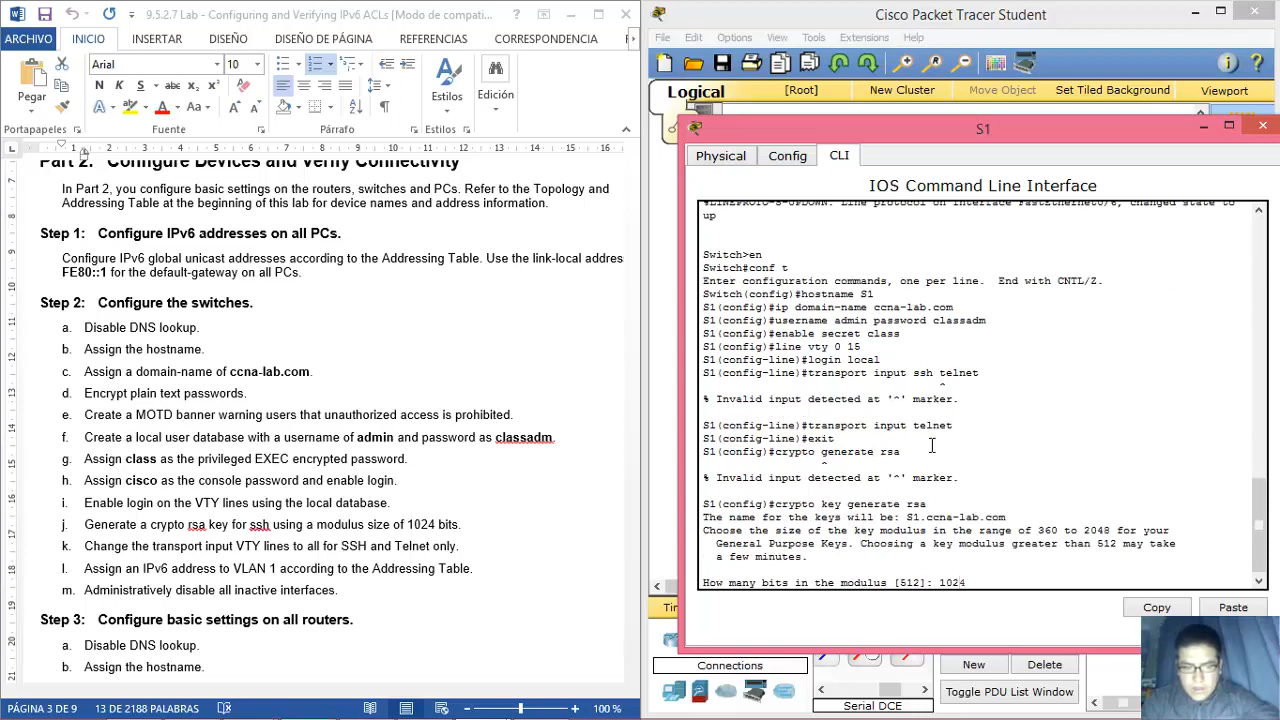 9.5.2.7 Lab - Configuring and Verifying IPv6 ACLs [Modo de compati...
ARCHIVO
INICIO
INSERTAR
DISEÑO
DISEÑO DE PÁGINA
REFERENCIAS
CORRESPONDENCIA
Pegar
Arial
10
N K S abc x₂ x²
Estilos
Edición
Portapapeles
Fuente
Párrafo
Estilos
Part 2: Configure Devices and Verify Connectivity
In Part 2, you configure basic settings on the routers, switches and PCs. Refer to the Topology and
Addressing Table at the beginning of this lab for device names and address information.
Step 1: Configure IPv6 addresses on all PCs.
Configure IPv6 global unicast addresses according to the Addressing Table. Use the link-local addres
FE80::1 for the default-gateway on all PCs.
Step 2: Configure the switches.
a. Disable DNS lookup.
b. Assign the hostname.
c. Assign a domain-name of ccna-lab.com.
d. Encrypt plain text passwords.
e. Create a MOTD banner warning users that unauthorized access is prohibited.
f. Create a local user database with a username of admin and password as classadm.
g. Assign class as the privileged EXEC encrypted password.
h. Assign cisco as the console password and enable login.
i. Enable login on the VTY lines using the local database.
j. Generate a crypto rsa key for ssh using a modulus size of 1024 bits.
k. Change the transport input VTY lines to all for SSH and Telnet only.
l. Assign an IPv6 address to VLAN 1 according to the Addressing Table.
m. Administratively disable all inactive interfaces.
Step 3: Configure basic settings on all routers.
a. Disable DNS lookup.
b. Assign the hostname.
PÁGINA 3 DE 9
13 DE 2188 PALABRAS
100 %
Cisco Packet Tracer Student
File Edit Options View Tools Extensions Help
Logical
[Root]
New Cluster
Move Object
Set Tiled Background
Viewport
S1
Physical
Config
CLI
IOS Command Line Interface
%LINEPROTO-5-UPDOWN: Line protocol on Interface FastEthernet0/6, changed state to
up
Switch>en
Switch#conf t
Enter configuration commands, one per line. End with CNTL/Z.
Switch(config)#hostname S1
S1(config)#ip domain-name ccna-lab.com
S1(config)#username admin password classadm
S1(config)#enable secret class
S1(config)#line vty 0 15
S1(config-line)#login local
S1(config-line)#transport input ssh telnet
^
% Invalid input detected at '^' marker.
S1(config-line)#transport input telnet
S1(config-line)#exit
S1(config)#crypto generate rsa
^
% Invalid input detected at '^' marker.
S1(config)#crypto key generate rsa
The name for the keys will be: S1.ccna-lab.com
Choose the size of the key modulus in the range of 360 to 2048 for your
General Purpose Keys. Choosing a key modulus greater than 512 may take
a few minutes.
How many bits in the modulus [512]: 1024
Copy
Paste
Connections
New
Delete
Toggle PDU List Window
Serial DCE